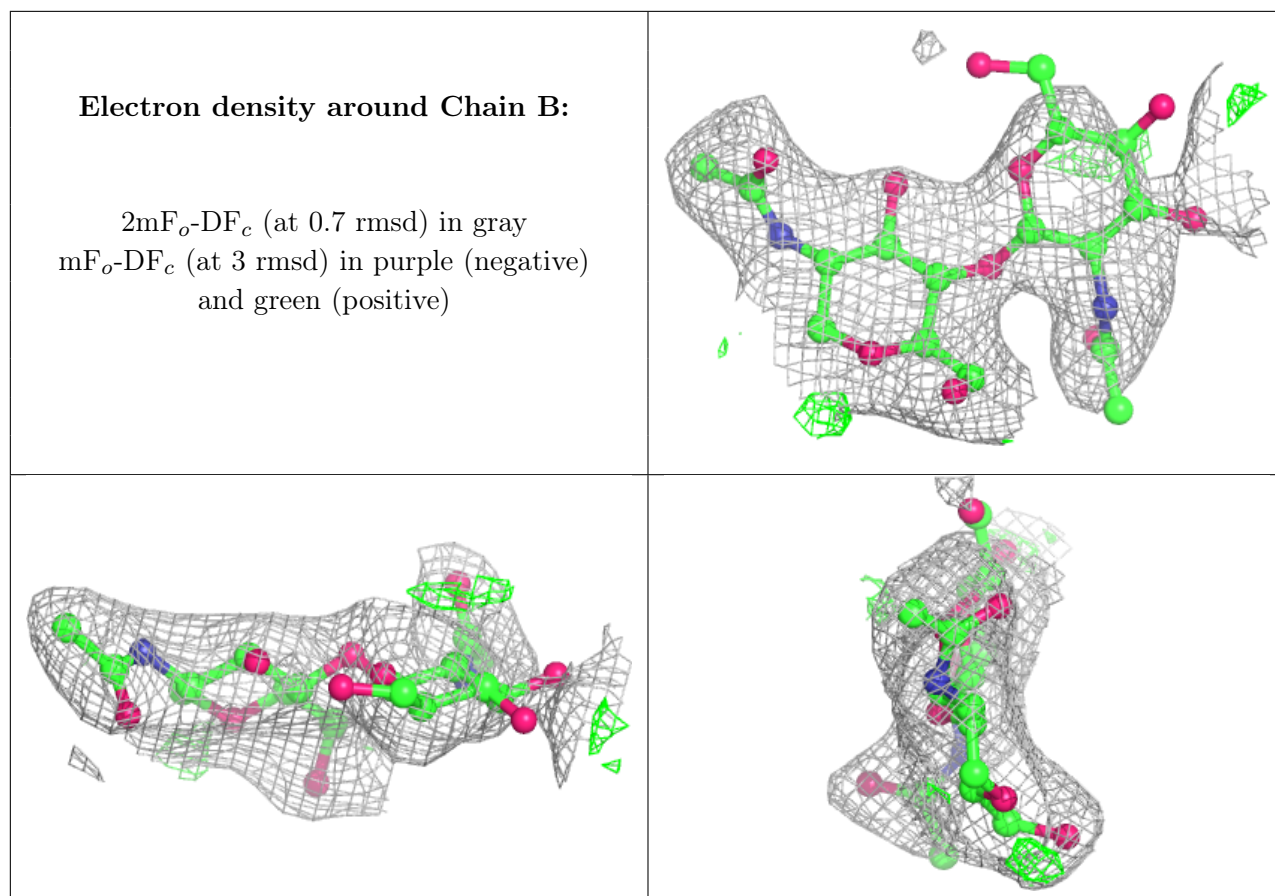 Electron density around Chain B:
2mFₒ-DF𝒸 (at 0.7 rmsd) in gray
mFₒ-DF𝒸 (at 3 rmsd) in purple (negative)
and green (positive)